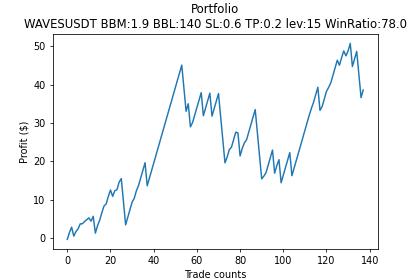 Portfolio
WAVESUSDT BBM:1.9 BBL:140 SL:0.6 TP:0.2 lev:15 WinRatio:78.0
Profit ($)
50
40
30
20
10
0
0 20 40 60 80 100 120 140
Trade counts